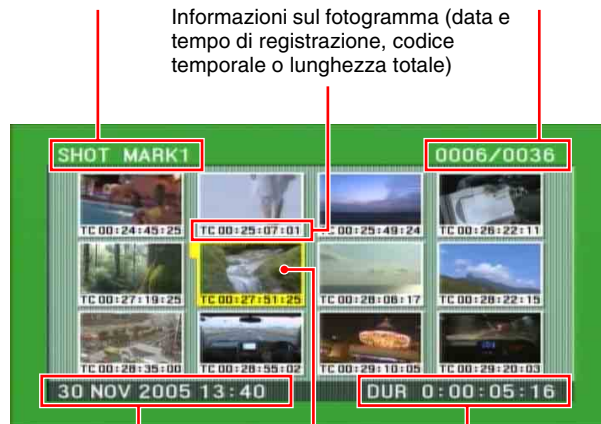 Informazioni sul fotogramma (data e
tempo di registrazione, codice
temporale o lunghezza totale)
SHOT MARK1 0006/0036
TC 00:24:45:25 TC 00:25:07:01 TC 00:25:49:24 TC 00:26:22:11
TC 00:27:19:25 TC 00:27:51:25 TC 00:28:06:17 TC 00:28:22:15
TC 00:28:35:00 TC 00:28:55:02 TC 00:29:10:05 TC 00:29:20:03
30 NOV 2005 13:40 DUR 0:00:05:16